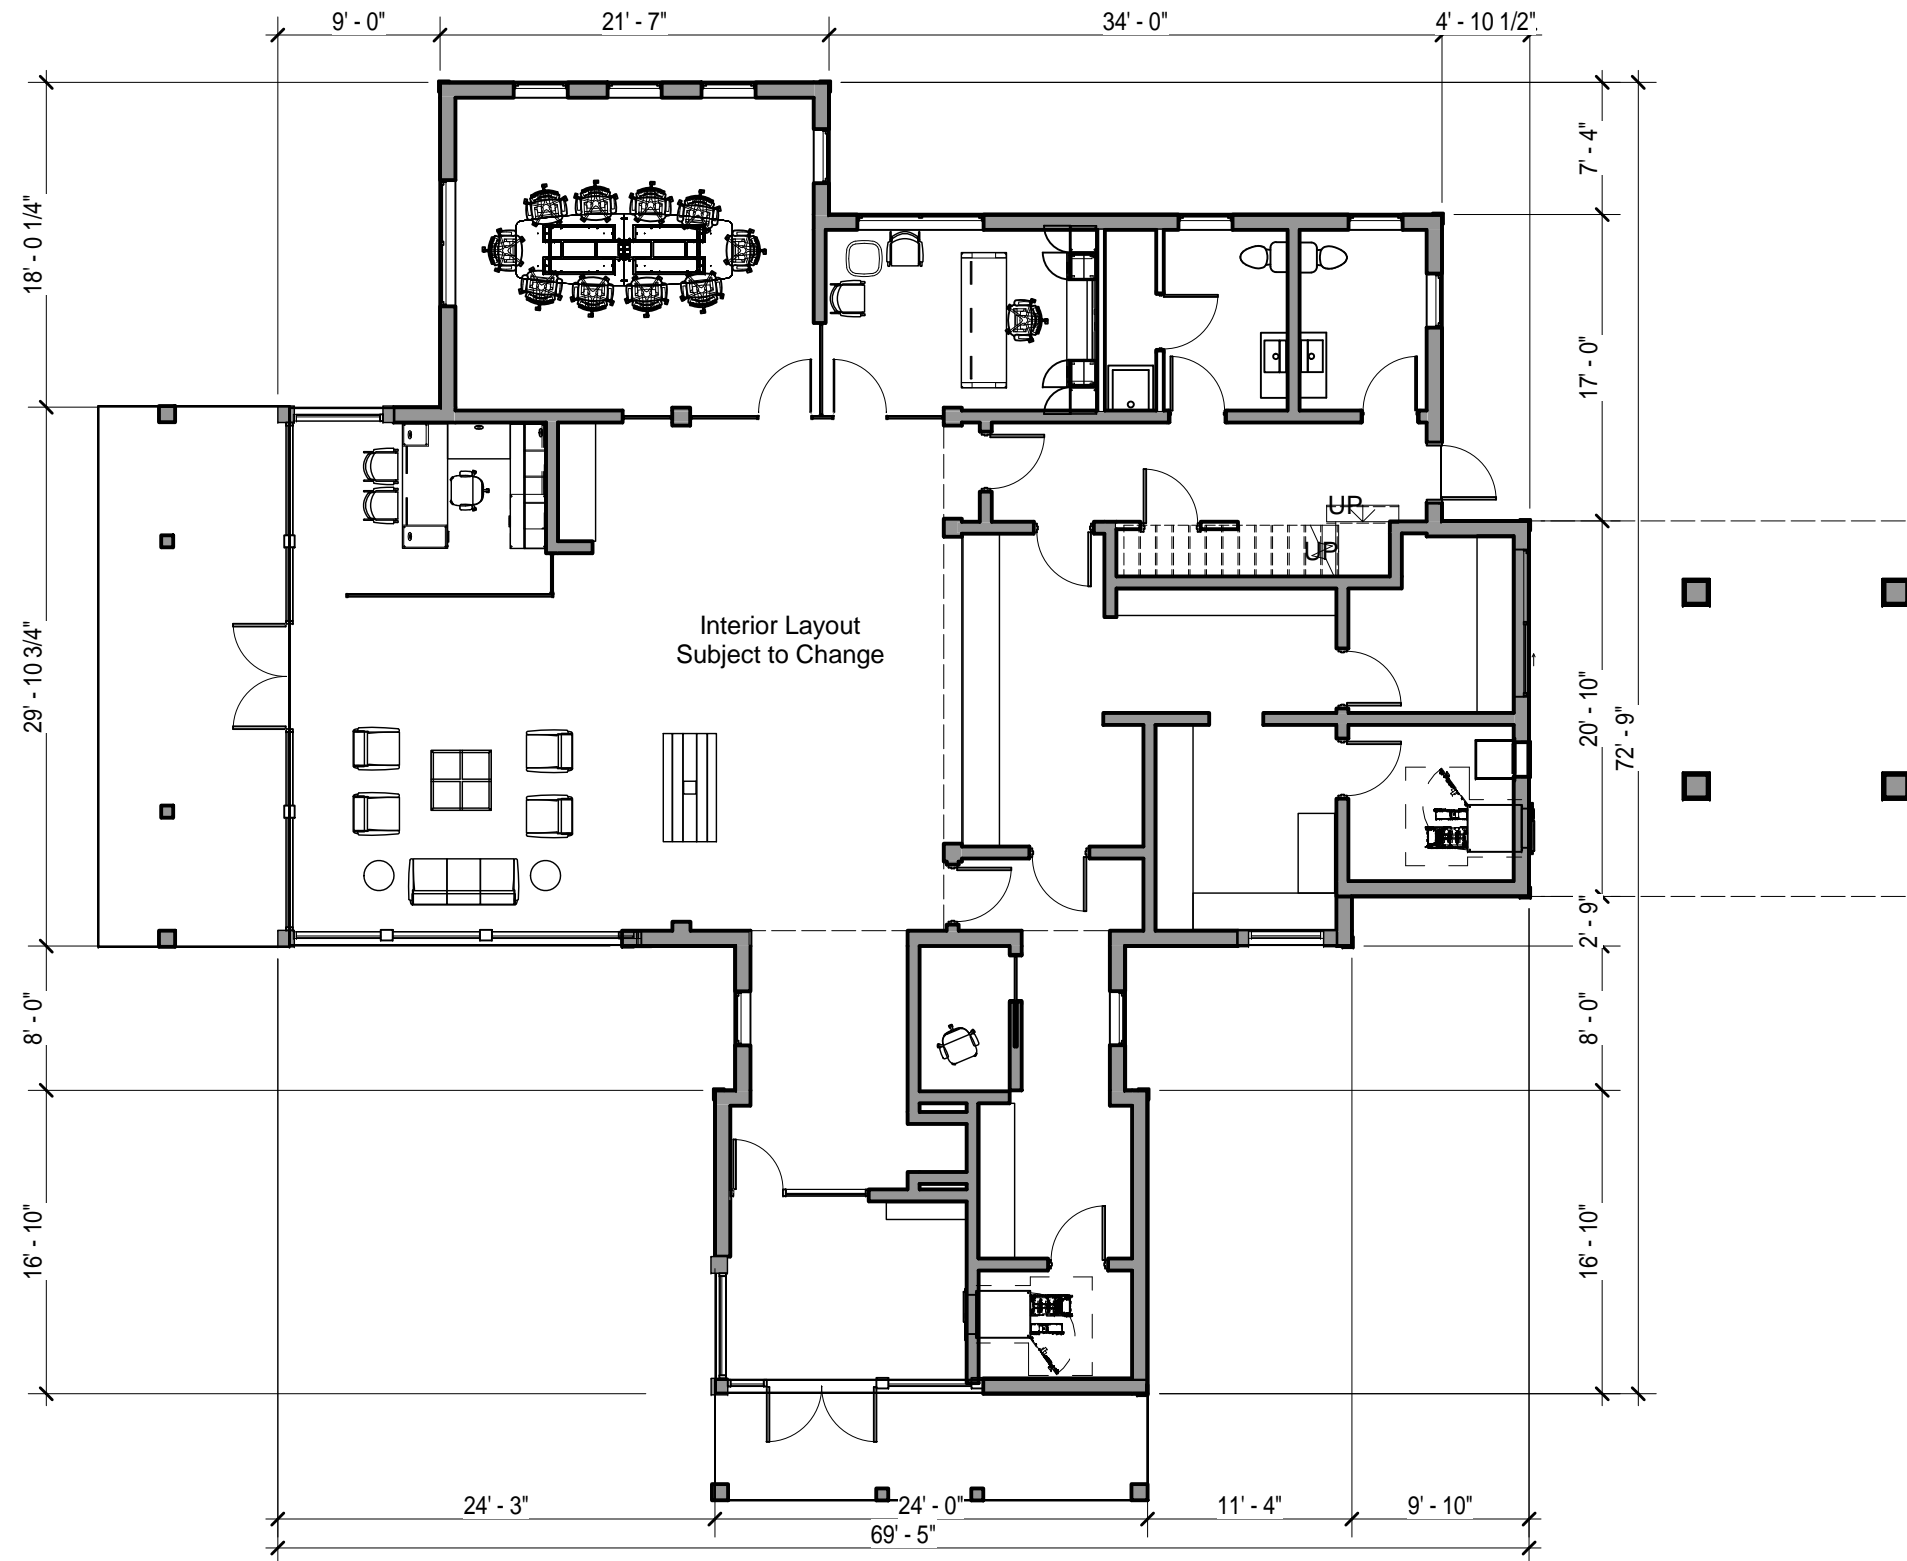 9' - 0"
21' - 7"
34' - 0"
4' - 10 1/2"
7' - 4"
18' - 0 1/4"
17' - 0"
UP
Interior Layout
Subject to Change
29' - 10 3/4"
20' - 10"
72' - 9"
2' - 9"
8' - 0"
8' - 0"
16' - 10"
16' - 10"
24' - 3"
24' - 0"
11' - 4"
9' - 10"
69' - 5"